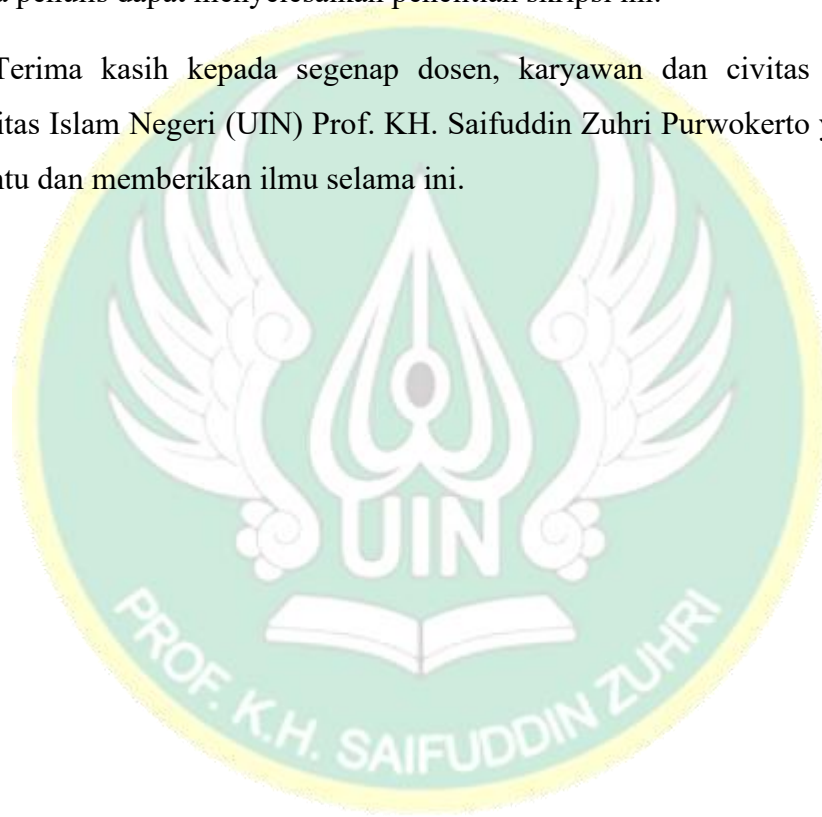 penulis dapat menyelesaikan penelitian skripsi ini.
Terima kasih kepada segenap dosen, karyawan dan civitas
itas Islam Negeri (UIN) Prof. KH. Saifuddin Zuhri Purwokerto
ntu dan memberikan ilmu selama ini.
UIN
PROF. K.H. SAIFUDDIN ZUHRI